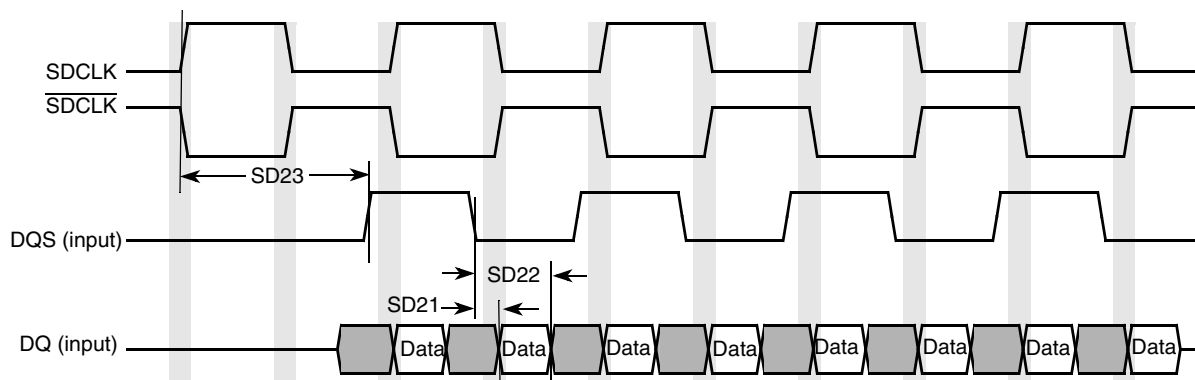 SDCLK
SDCLK
SD23
DQS (input)
SD22
SD21
DQ (input)
Data Data Data Data Data Data Data Data